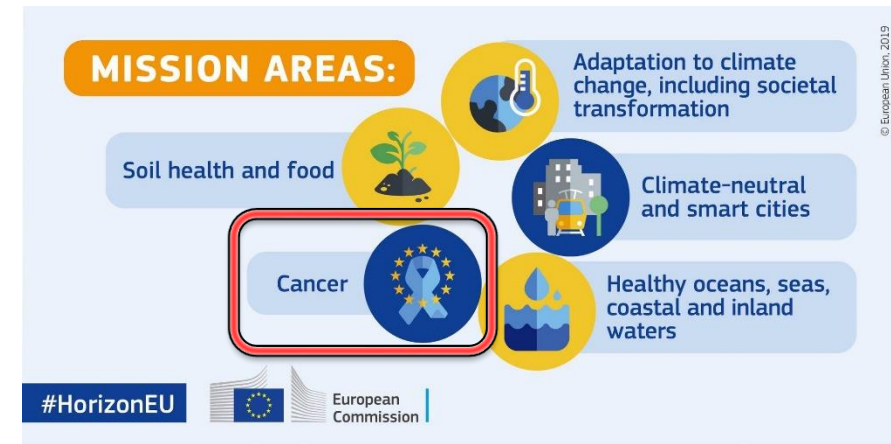 MISSION AREAS:
Adaptation to climate
change, including societal
transformation
Soil health and food
Climate-neutral
and smart cities
Cancer
Healthy oceans, seas,
coastal and inland
waters
#HorizonEU
European
Commission
© European Union, 2019